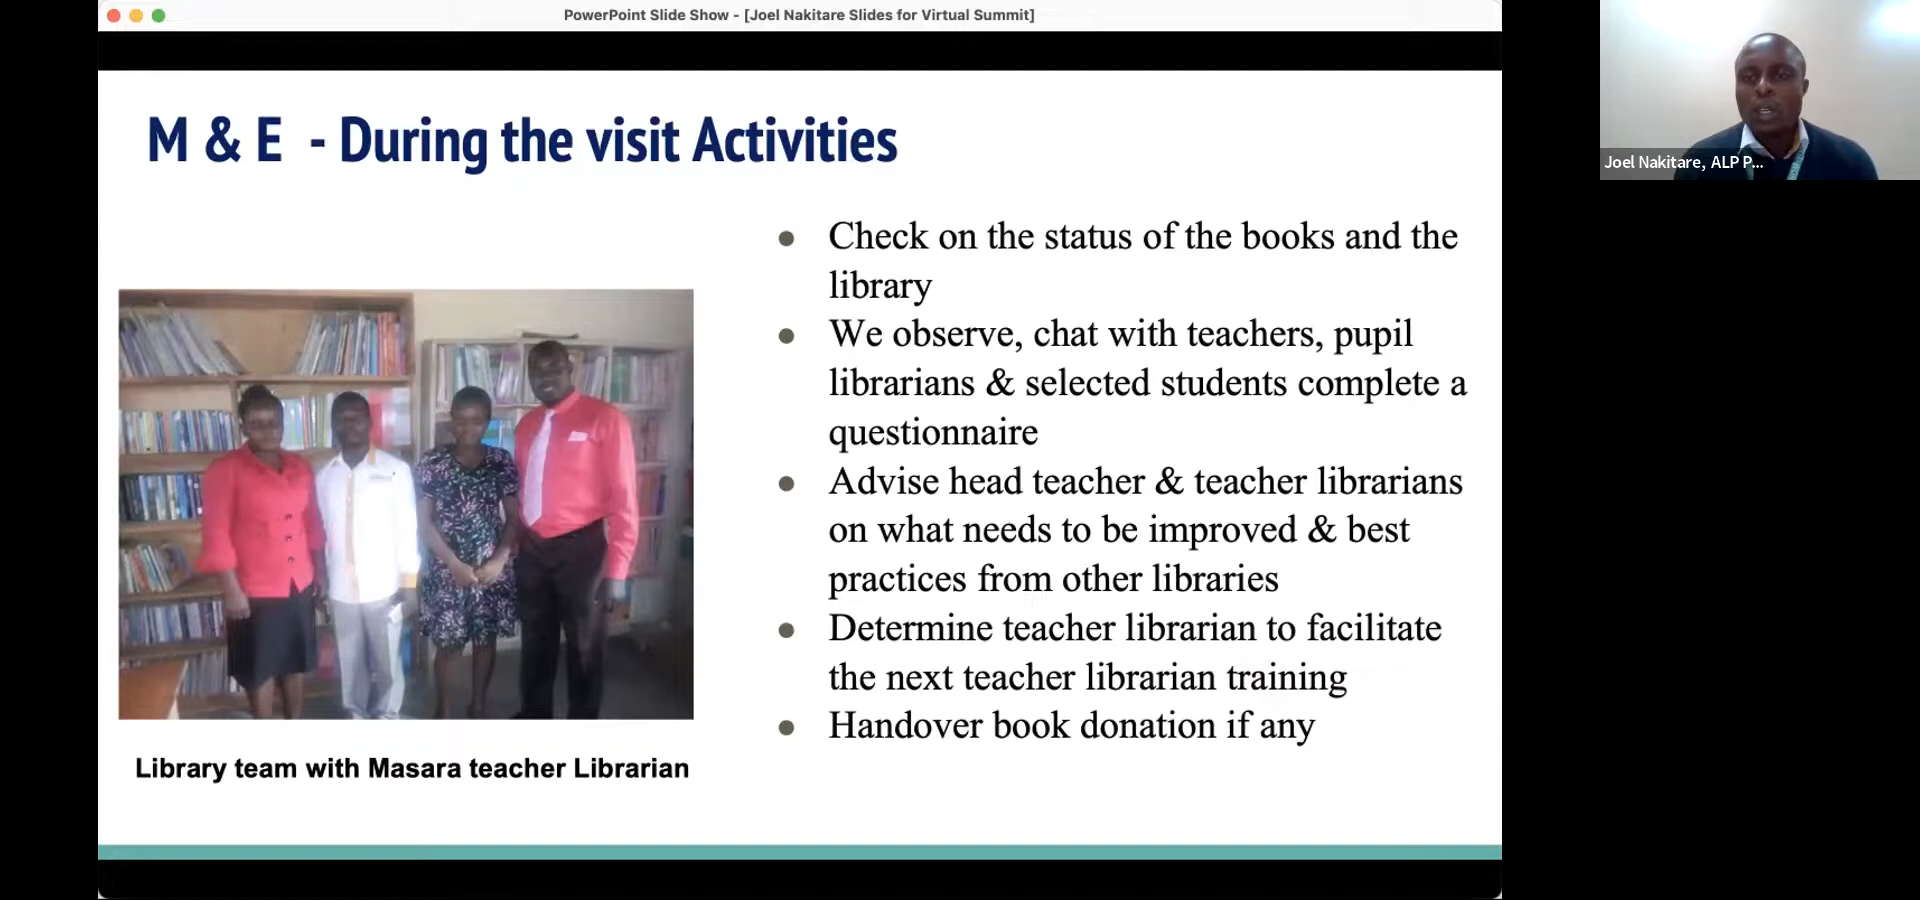 PowerPoint Slide Show - [Joel Nakitare Slides for Virtual Summit]
M & E - During the visit Activities
● Check on the status of the books and the
library
● We observe, chat with teachers, pupil
librarians & selected students complete a
questionnaire
● Advise head teacher & teacher librarians
on what needs to be improved & best
practices from other libraries
● Determine teacher librarian to facilitate
the next teacher librarian training
● Handover book donation if any
Library team with Masara teacher Librarian
Joel Nakitare, ALP P...